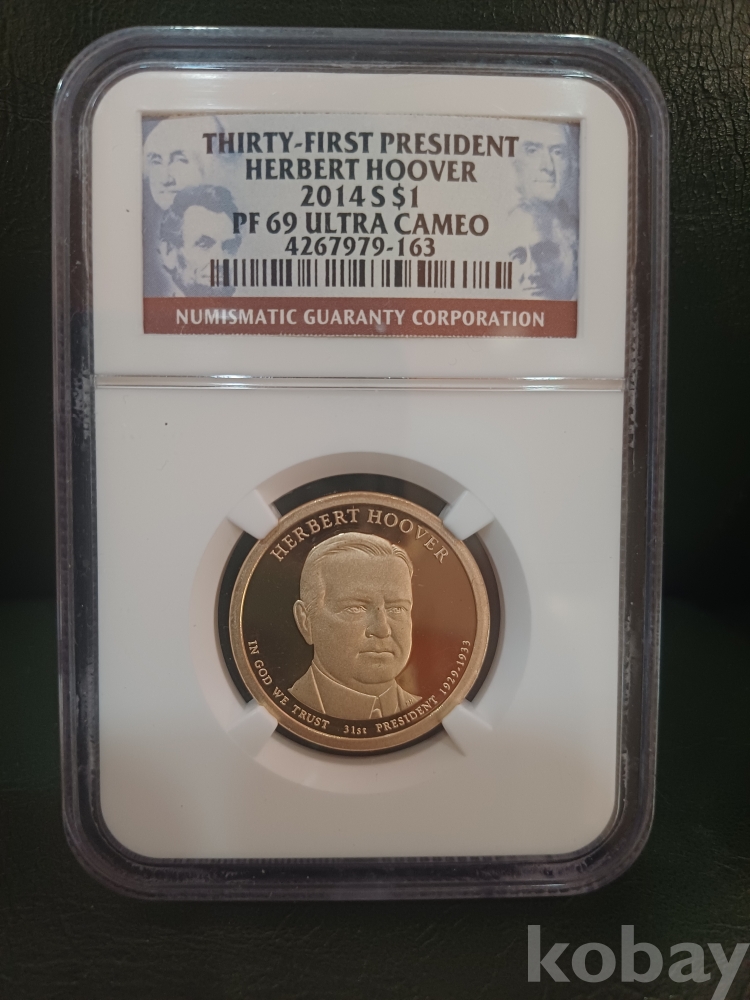 THIRTY-FIRST PRESIDENT
HERBERT HOOVER
2014 S $1
PF 69 ULTRA CAMEO
4267979-163
NUMISMATIC GUARANTY CORPORATION
HERBERT HOOVER
IN GOD WE TRUST 31st PRESIDENT 1929-1933
kobay